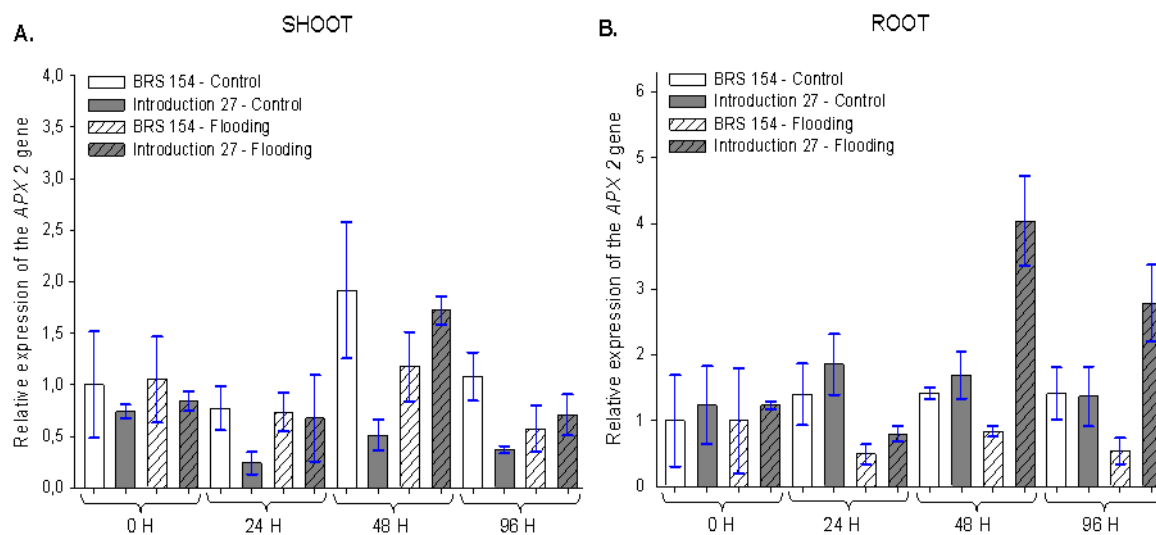 A.
SHOOT
Relative expression of the APX 2 gene
4,0
3,5
3,0
2,5
2,0
1,5
1,0
0,5
0,0
BRS 154 - Control
Introduction 27 - Control
BRS 154 - Flooding
Introduction 27 - Flooding
0 H
24 H
48 H
96 H
B.
ROOT
Relative expression of the APX 2 gene
6
5
4
3
2
1
0
BRS 154 - Control
Introduction 27 - Control
BRS 154 - Flooding
Introduction 27 - Flooding
0 H
24 H
48 H
96 H